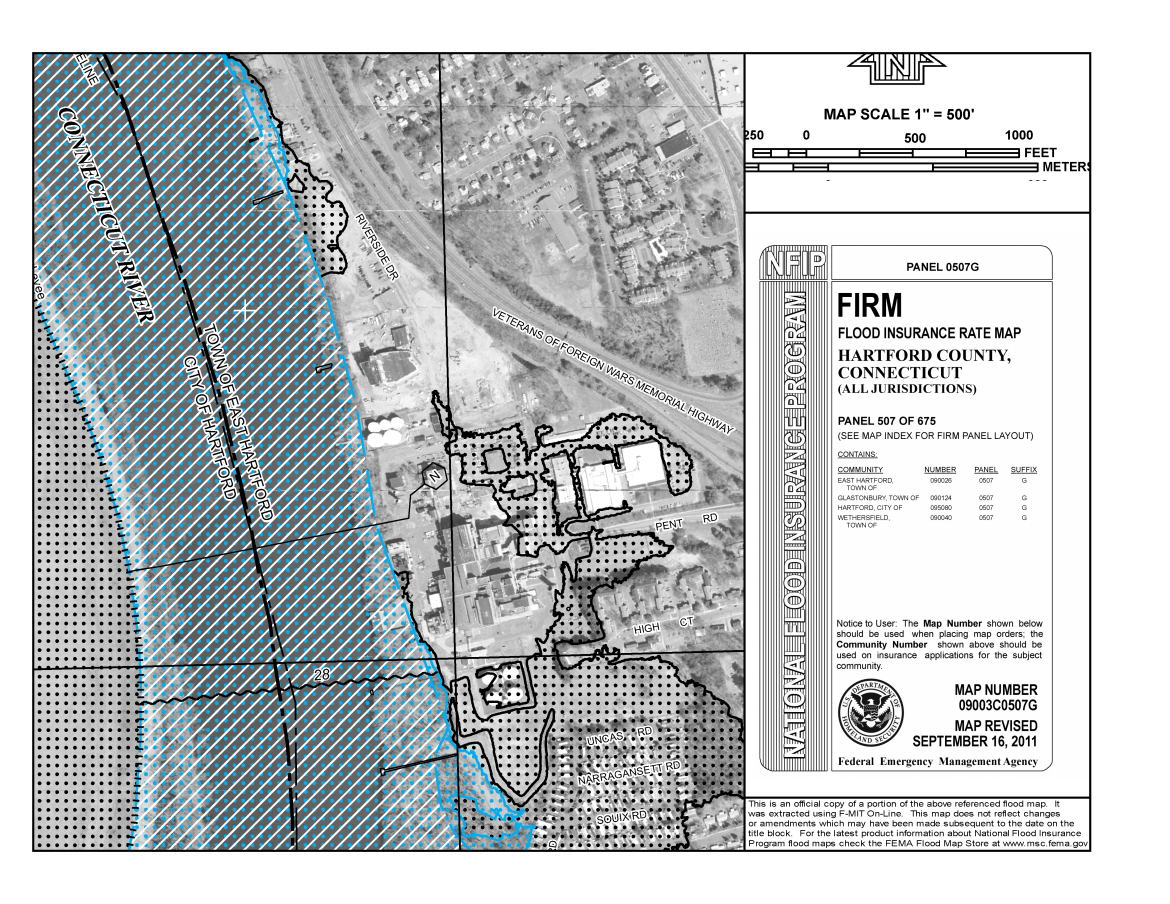 ELINE
CONNECTICUT RIVER
Levee
TOWN OF EAST HARTFORD
CITY OF HARTFORD
RIVERSIDE DR
VETERANS OF FOREIGN WARS MEMORIAL HIGHWAY
N
PENT RD
HIGH CT
28
UNCAS RD
NARRAGANSETT RD
SOUIX RD
D
MAP SCALE 1" = 500'
250 0 500 1000
FEET
METERS
NFIP
NATIONAL FLOOD INSURANCE PROGRAM
PANEL 0507G
FIRM
FLOOD INSURANCE RATE MAP
HARTFORD COUNTY,
CONNECTICUT
(ALL JURISDICTIONS)
PANEL 507 OF 675
(SEE MAP INDEX FOR FIRM PANEL LAYOUT)
CONTAINS:
COMMUNITY NUMBER PANEL SUFFIX
EAST HARTFORD, 090026 0507 G
TOWN OF
GLASTONBURY, TOWN OF 090124 0507 G
HARTFORD, CITY OF 095080 0507 G
WETHERSFIELD, 090040 0507 G
TOWN OF
Notice to User: The Map Number shown below
should be used when placing map orders; the
Community Number shown above should be
used on insurance applications for the subject
community.
U.S. DEPARTMENT OF HOMELAND SECURITY
MAP NUMBER
09003C0507G
MAP REVISED
SEPTEMBER 16, 2011
Federal Emergency Management Agency
This is an official copy of a portion of the above referenced flood map. It
was extracted using F-MIT On-Line. This map does not reflect changes
or amendments which may have been made subsequent to the date on the
title block. For the latest product information about National Flood Insurance
Program flood maps check the FEMA Flood Map Store at www.msc.fema.gov